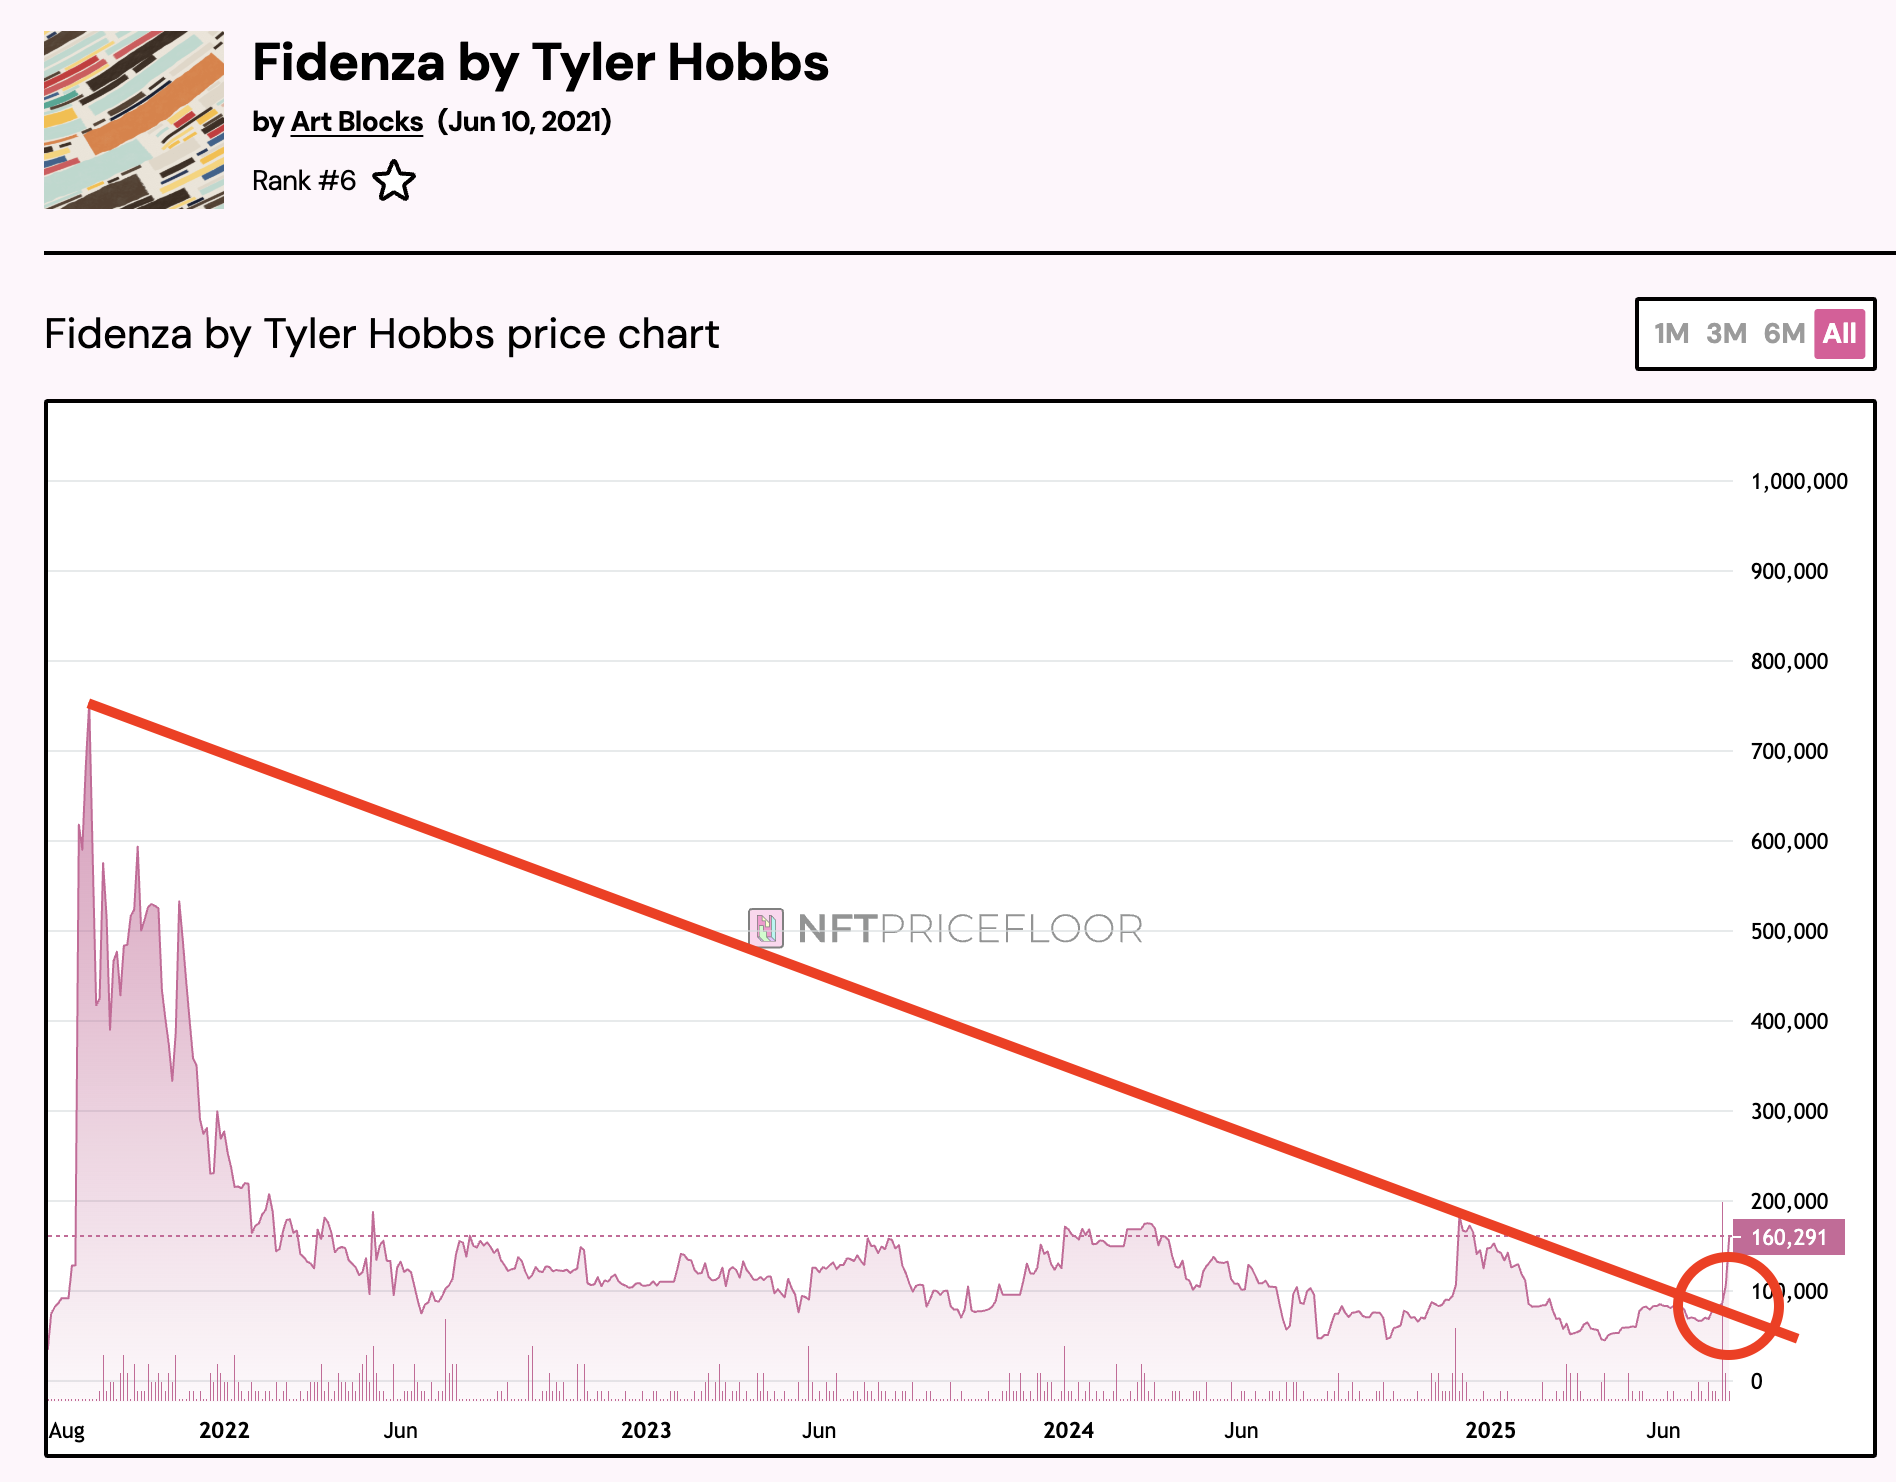 Fidenza by Tyler Hobbs
by Art Blocks (Jun 10, 2021)
Rank #6
Fidenza by Tyler Hobbs price chart
1M 3M 6M All
1,000,000
900,000
800,000
700,000
600,000
NFTPRICEFLOOR
500,000
400,000
300,000
200,000
160,291
100,000
0
Aug 2022 Jun 2023 Jun 2024 Jun 2025 Jun